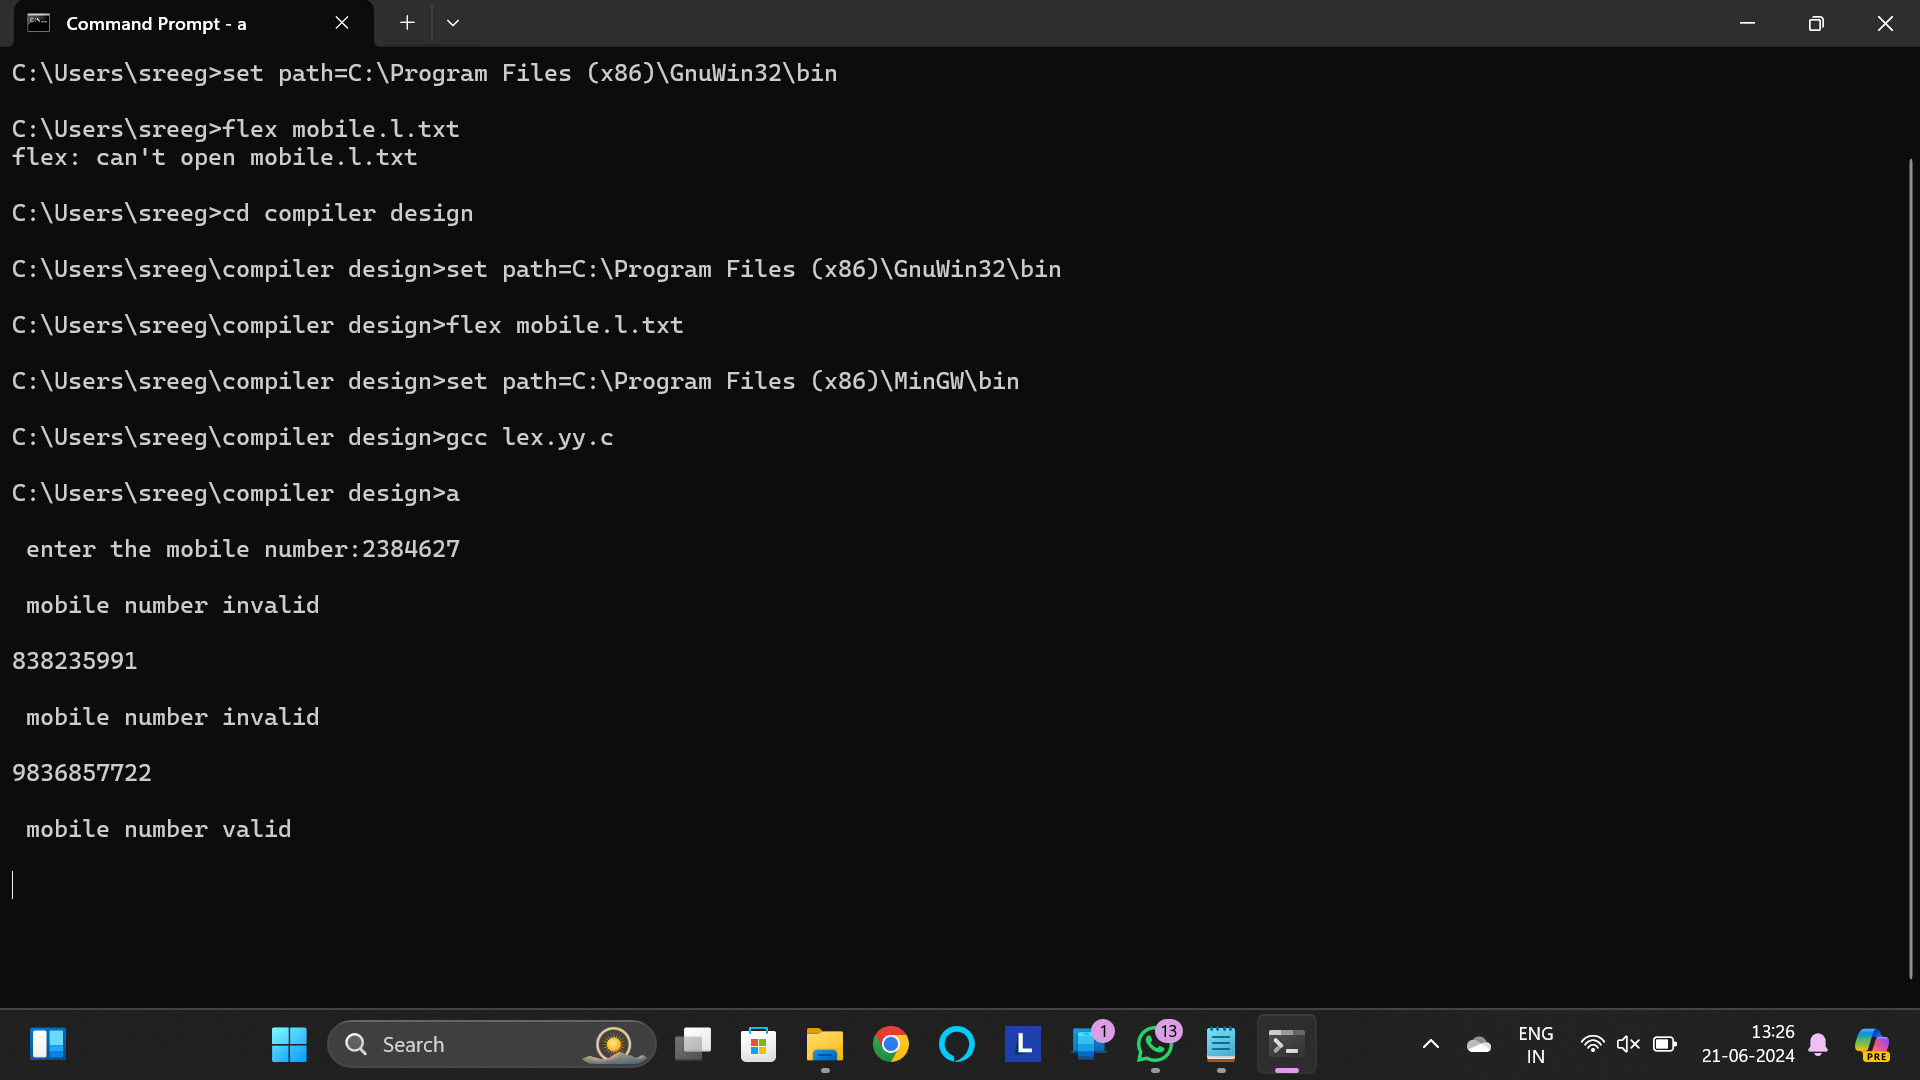 Command Prompt - a
C:\Users\sreeg>set path=C:\Program Files (x86)\GnuWin32\bin
C:\Users\sreeg>flex mobile.l.txt
flex: can't open mobile.l.txt
C:\Users\sreeg>cd compiler design
C:\Users\sreeg\compiler design>set path=C:\Program Files (x86)\GnuWin32\bin
C:\Users\sreeg\compiler design>flex mobile.l.txt
C:\Users\sreeg\compiler design>set path=C:\Program Files (x86)\MinGW\bin
C:\Users\sreeg\compiler design>gcc lex.yy.c
C:\Users\sreeg\compiler design>a
enter the mobile number:2384627
mobile number invalid
838235991
mobile number invalid
9836857722
mobile number valid
Search
L
1
13
ENG
IN
13:26
21-06-2024
PRE